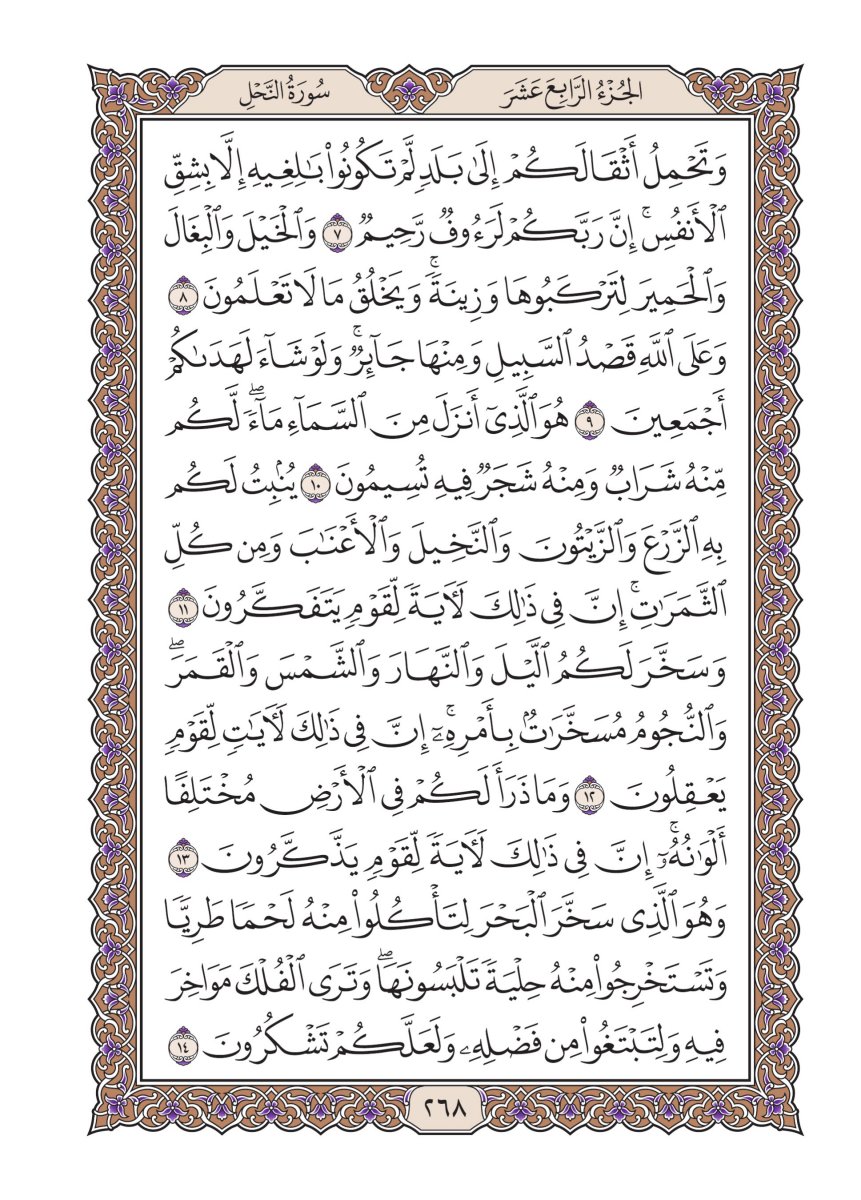 الجُزْءُ الرَّابِعَ عَشَرَ
سُورَةُ النَّحْلِ
وَتَحْمِلُ أَثْقَالَكُمْ إِلَىٰ بَلَدٍ لَّمْ تَكُونُوا۟ بَـٰلِغِيهِ إِلَّا بِشِقِّ
ٱلْأَنفُسِ ۚ إِنَّ رَبَّكُمْ لَرَءُوفٌ رَّحِيمٌ ٧ وَٱلْخَيْلَ وَٱلْبِغَالَ
وَٱلْحَمِيرَ لِتَرْكَبُوهَا وَزِينَةً ۚ وَيَخْلُقُ مَا لَا تَعْلَمُونَ ٨
وَعَلَى ٱللَّهِ قَصْدُ ٱلسَّبِيلِ وَمِنْهَا جَآئِرٌ ۚ وَلَوْ شَآءَ لَهَدَىٰكُمْ
أَجْمَعِينَ ٩ هُوَ ٱلَّذِىٓ أَنزَلَ مِنَ ٱلسَّمَآءِ مَآءً ۖ لَّكُم
مِّنْهُ شَرَابٌ وَمِنْهُ شَجَرٌ فِيهِ تُسِيمُونَ ١٠ يُنۢبِتُ لَكُم
بِهِ ٱلزَّرْعَ وَٱلزَّيْتُونَ وَٱلنَّخِيلَ وَٱلْأَعْنَـٰبَ وَمِن كُلِّ
ٱلثَّمَرَٰتِ ۗ إِنَّ فِى ذَٰلِكَ لَـَٔايَةً لِّقَوْمٍ يَتَفَكَّرُونَ ١١
وَسَخَّرَ لَكُمُ ٱلَّيْلَ وَٱلنَّهَارَ وَٱلشَّمْسَ وَٱلْقَمَرَ ۖ
وَٱلنُّجُومُ مُسَخَّرَٰتٌۢ بِأَمْرِهِۦٓ ۗ إِنَّ فِى ذَٰلِكَ لَـَٔايَـٰتٍ لِّقَوْمٍ
يَعْقِلُونَ ١٢ وَمَا ذَرَأَ لَكُمْ فِى ٱلْأَرْضِ مُخْتَلِفًا
أَلْوَٰنُهُۥٓ ۗ إِنَّ فِى ذَٰلِكَ لَـَٔايَةً لِّقَوْمٍ يَذَّكَّرُونَ ١٣
وَهُوَ ٱلَّذِى سَخَّرَ ٱلْبَحْرَ لِتَأْكُلُوا۟ مِنْهُ لَحْمًا طَرِيًّا
وَتَسْتَخْرِجُوا۟ مِنْهُ حِلْيَةً تَلْبَسُونَهَا ۖ وَتَرَى ٱلْفُلْكَ مَوَاخِرَ
فِيهِ وَلِتَبْتَغُوا۟ مِن فَضْلِهِۦ وَلَعَلَّكُمْ تَشْكُرُونَ ١٤
٢٦٨